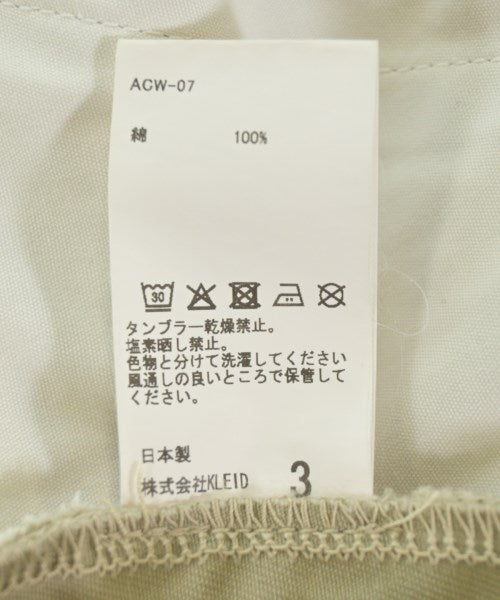 ACW-07
綿 100%
30
タンブラー乾燥禁止。
塩素晒し禁止。
色物と分けて洗濯してください
風通しの良いところで保管して
ください。
日本製
株式会社KLEID 3